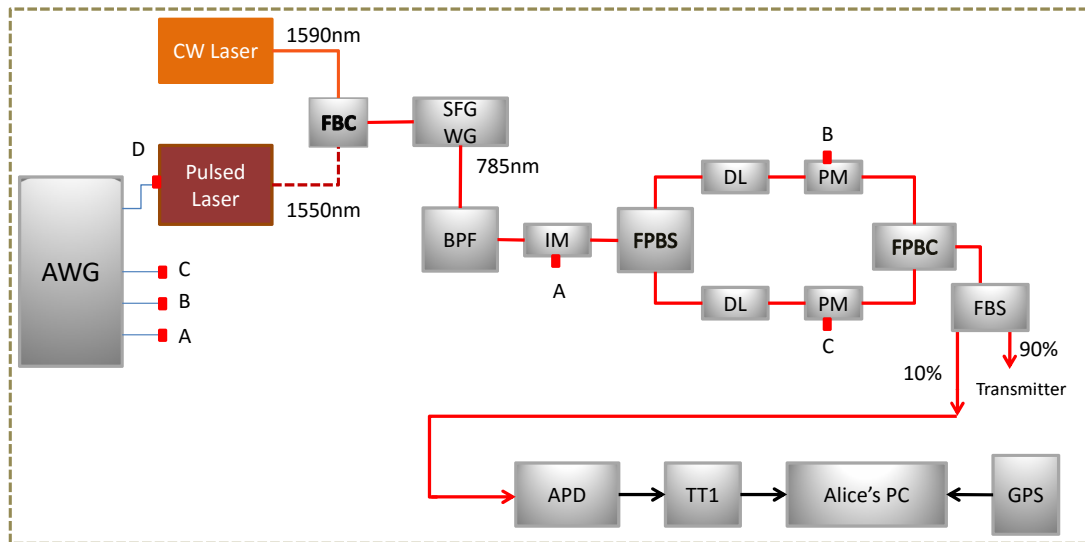 CW Laser
1590nm
FBC
SFG
WG
D
Pulsed
Laser
1550nm
785nm
AWG
C
B
A
BPF
IM
A
FPBS
DL
PM
B
DL
PM
C
FPBC
FBS
10%
90%
Transmitter
APD
TT1
Alice's PC
GPS